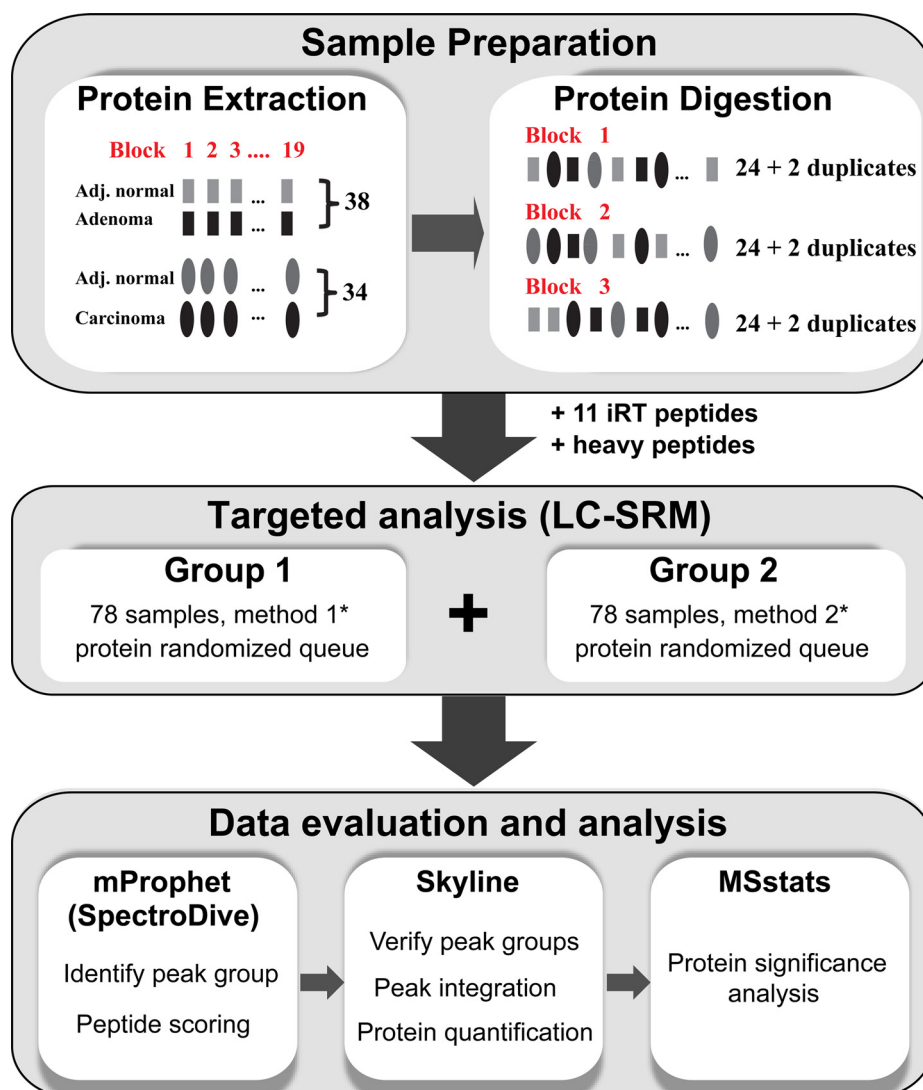 Sample Preparation
Protein Extraction
Block 1 2 3 .... 19
Adj. normal ... 38
Adenoma ...
Adj. normal ... 34
Carcinoma ...
Protein Digestion
Block 1
... 24 + 2 duplicates
Block 2
... 24 + 2 duplicates
Block 3
... 24 + 2 duplicates
+ 11 iRT peptides
+ heavy peptides
Targeted analysis (LC-SRM)
Group 1
78 samples, method 1*
protein randomized queue
+
Group 2
78 samples, method 2*
protein randomized queue
Data evaluation and analysis
mProphet
(SpectroDive)
Identify peak group
Peptide scoring
Skyline
Verify peak groups
Peak integration
Protein quantification
MSstats
Protein significance
analysis